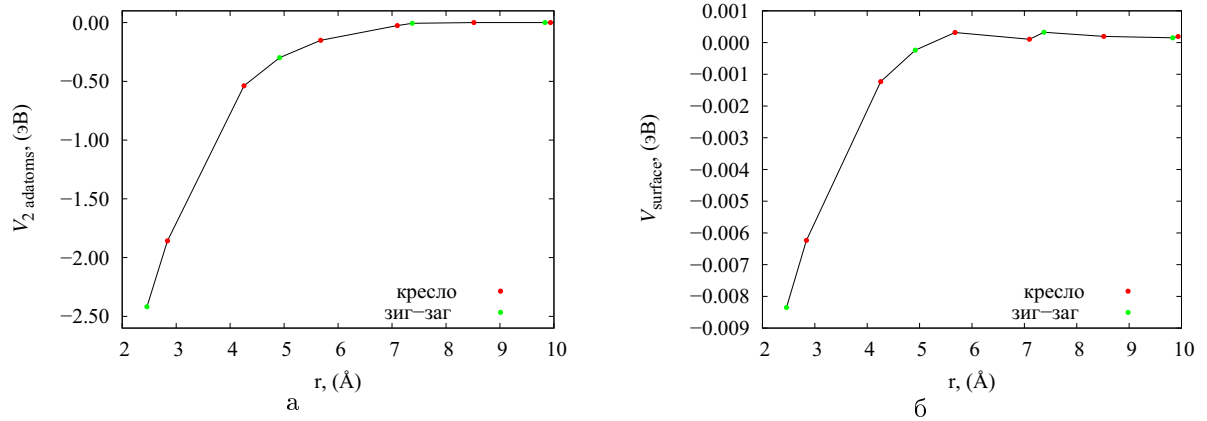 0.00
−0.50
−1.00
−1.50
−2.00
−2.50
V2 adatoms, (эВ)
2 3 4 5 6 7 8 9 10
r, (Å)
кресло
зиг−заг
а
0.001
0.000
−0.001
−0.002
−0.003
−0.004
−0.005
−0.006
−0.007
−0.008
−0.009
Vsurface, (эВ)
2 3 4 5 6 7 8 9 10
r, (Å)
кресло
зиг−заг
б